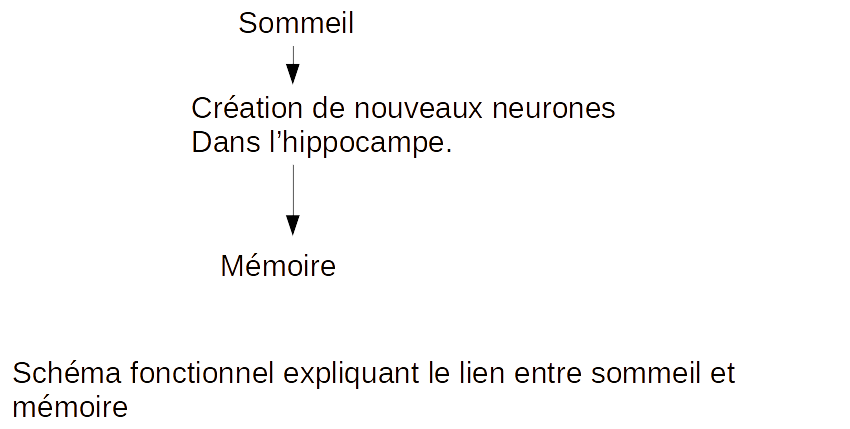 Sommeil
Création de nouveaux neurones
Dans l’hippocampe.
Mémoire
Schéma fonctionnel expliquant le lien entre sommeil et
mémoire